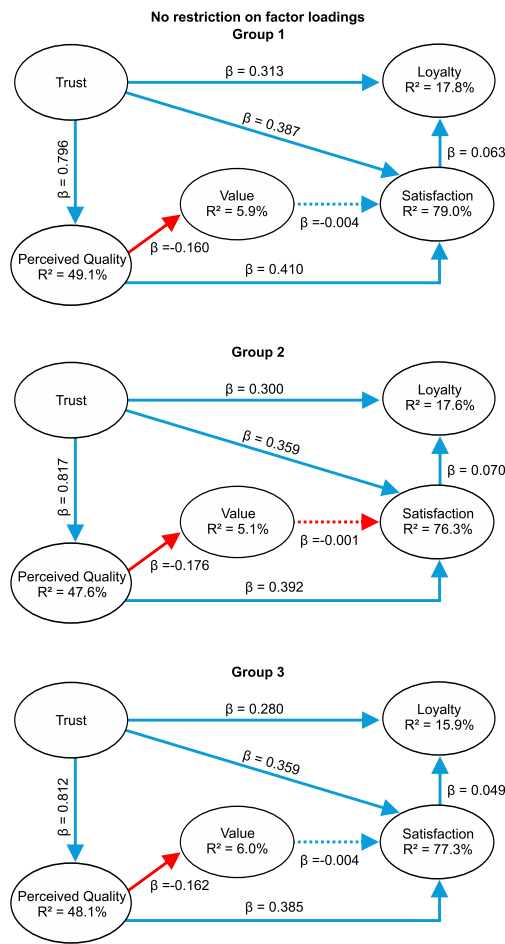 No restriction on factor loadings
Group 1
Trust
β = 0.313
Loyalty
R² = 17.8%
β = 0.387
β = 0.796
β = 0.063
Value
R² = 5.9%
β =-0.004
Satisfaction
R² = 79.0%
β =-0.160
Perceived Quality
R² = 49.1%
β = 0.410
Group 2
Trust
β = 0.300
Loyalty
R² = 17.6%
β = 0.359
β = 0.817
β = 0.070
Value
R² = 5.1%
β =-0.001
Satisfaction
R² = 76.3%
β =-0.176
Perceived Quality
R² = 47.6%
β = 0.392
Group 3
Trust
β = 0.280
Loyalty
R² = 15.9%
β = 0.359
β = 0.812
β = 0.049
Value
R² = 6.0%
β =-0.004
Satisfaction
R² = 77.3%
β =-0.162
Perceived Quality
R² = 48.1%
β = 0.385